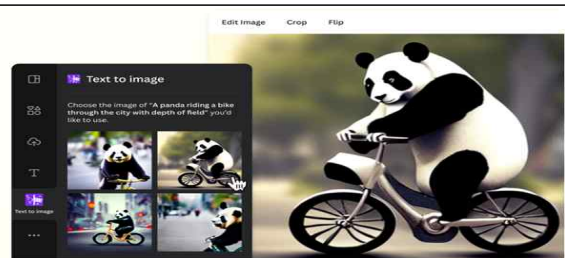 Edit Image Crop Flip
Text to image
Choose the image of "A panda riding a bike
through the city with depth of field" you'd
like to use.
T
Text to image